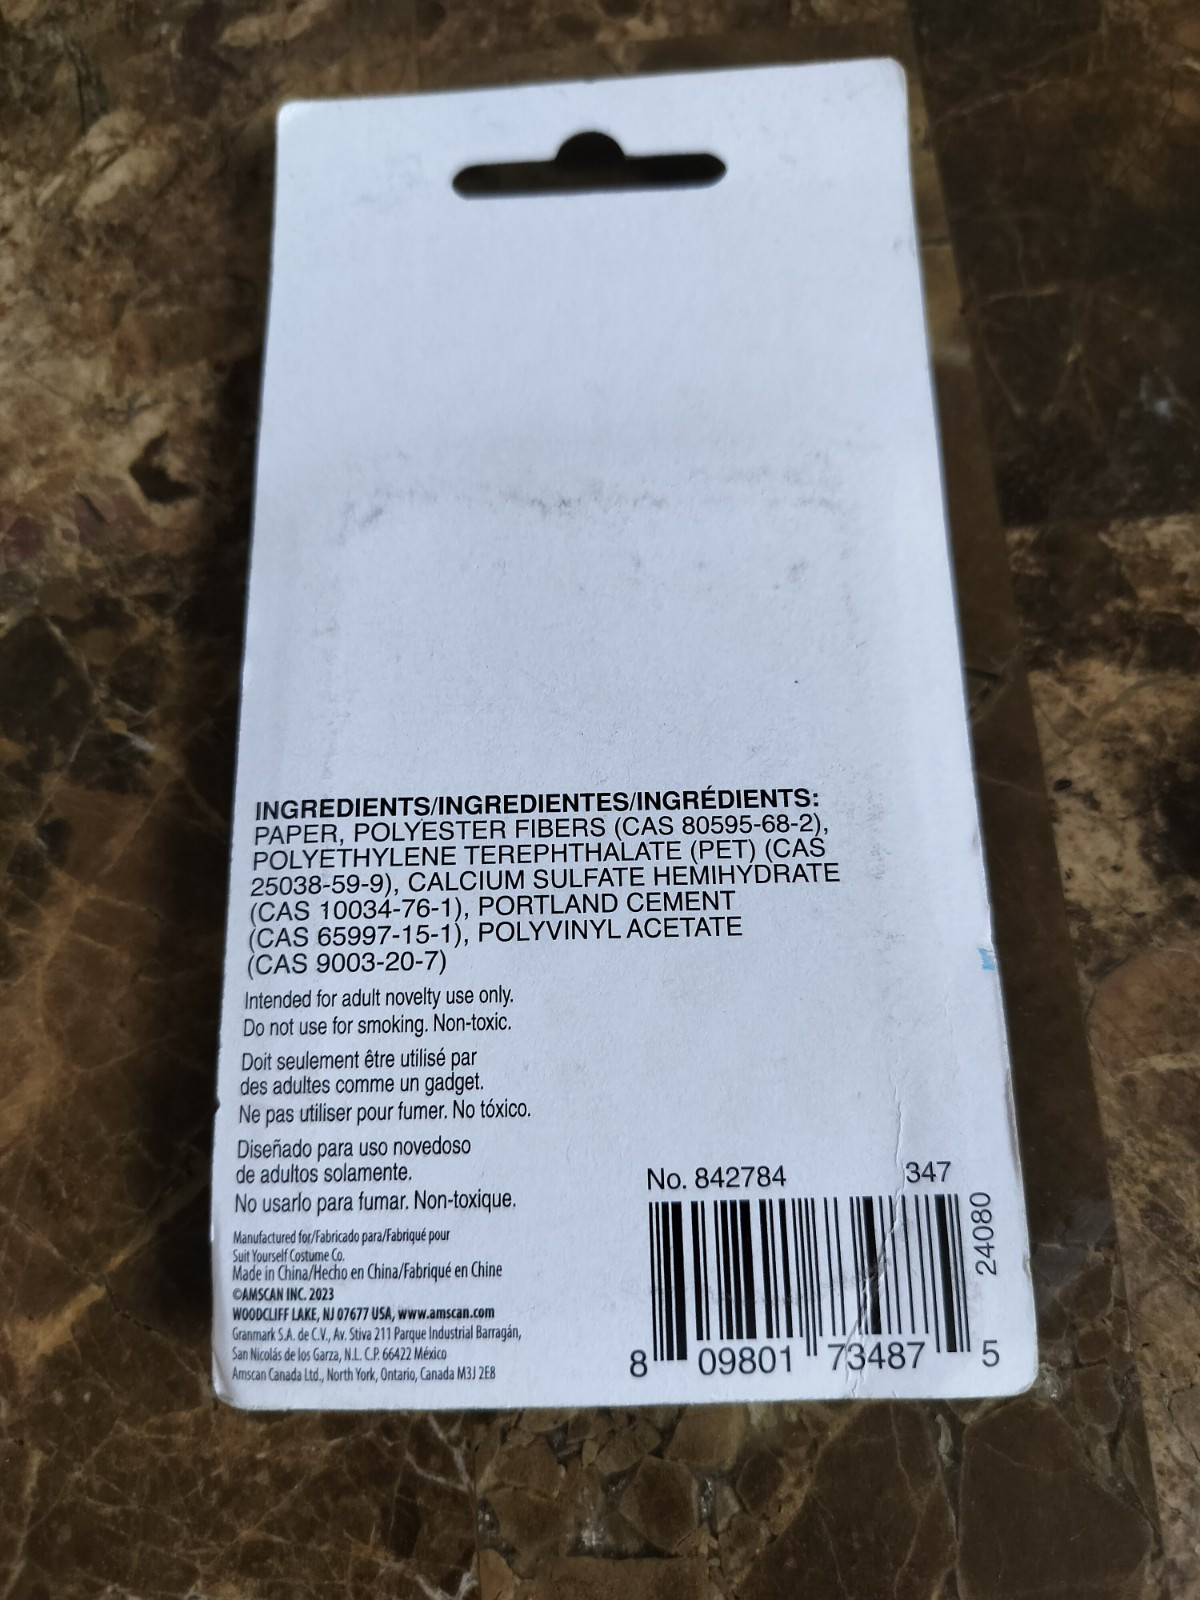 INGREDIENTS/INGREDIENTES/INGRÉDIENTS:
PAPER, POLYESTER FIBERS (CAS 80595-68-2),
POLYETHYLENE TEREPHTHALATE (PET) (CAS
25038-59-9), CALCIUM SULFATE HEMIHYDRATE
(CAS 10034-76-1), PORTLAND CEMENT
(CAS 65997-15-1), POLYVINYL ACETATE
(CAS 9003-20-7)
Intended for adult novelty use only.
Do not use for smoking. Non-toxic.
Doit seulement être utilisé par
des adultes comme un gadget.
Ne pas utiliser pour fumer. No tóxico.
Diseñado para uso novedoso
de adultos solamente.
No usarlo para fumar. Non-toxique.
Manufactured for/Fabricado para/Fabriqué pour
Suit Yourself Costume Co.
Made in China/Hecho en China/Fabriqué en Chine
©AMSCAN INC. 2023
WOODCLIFF LAKE, NJ 07677 USA, www.amscan.com
Granmark S.A. de C.V., Av. Stiva 211 Parque Industrial Barragán,
San Nicolás de los Garza, N.L. C.P. 66422 México
Amscan Canada Ltd., North York, Ontario, Canada M3J 2E8
No. 842784 347
24080
8 09801 73487 5